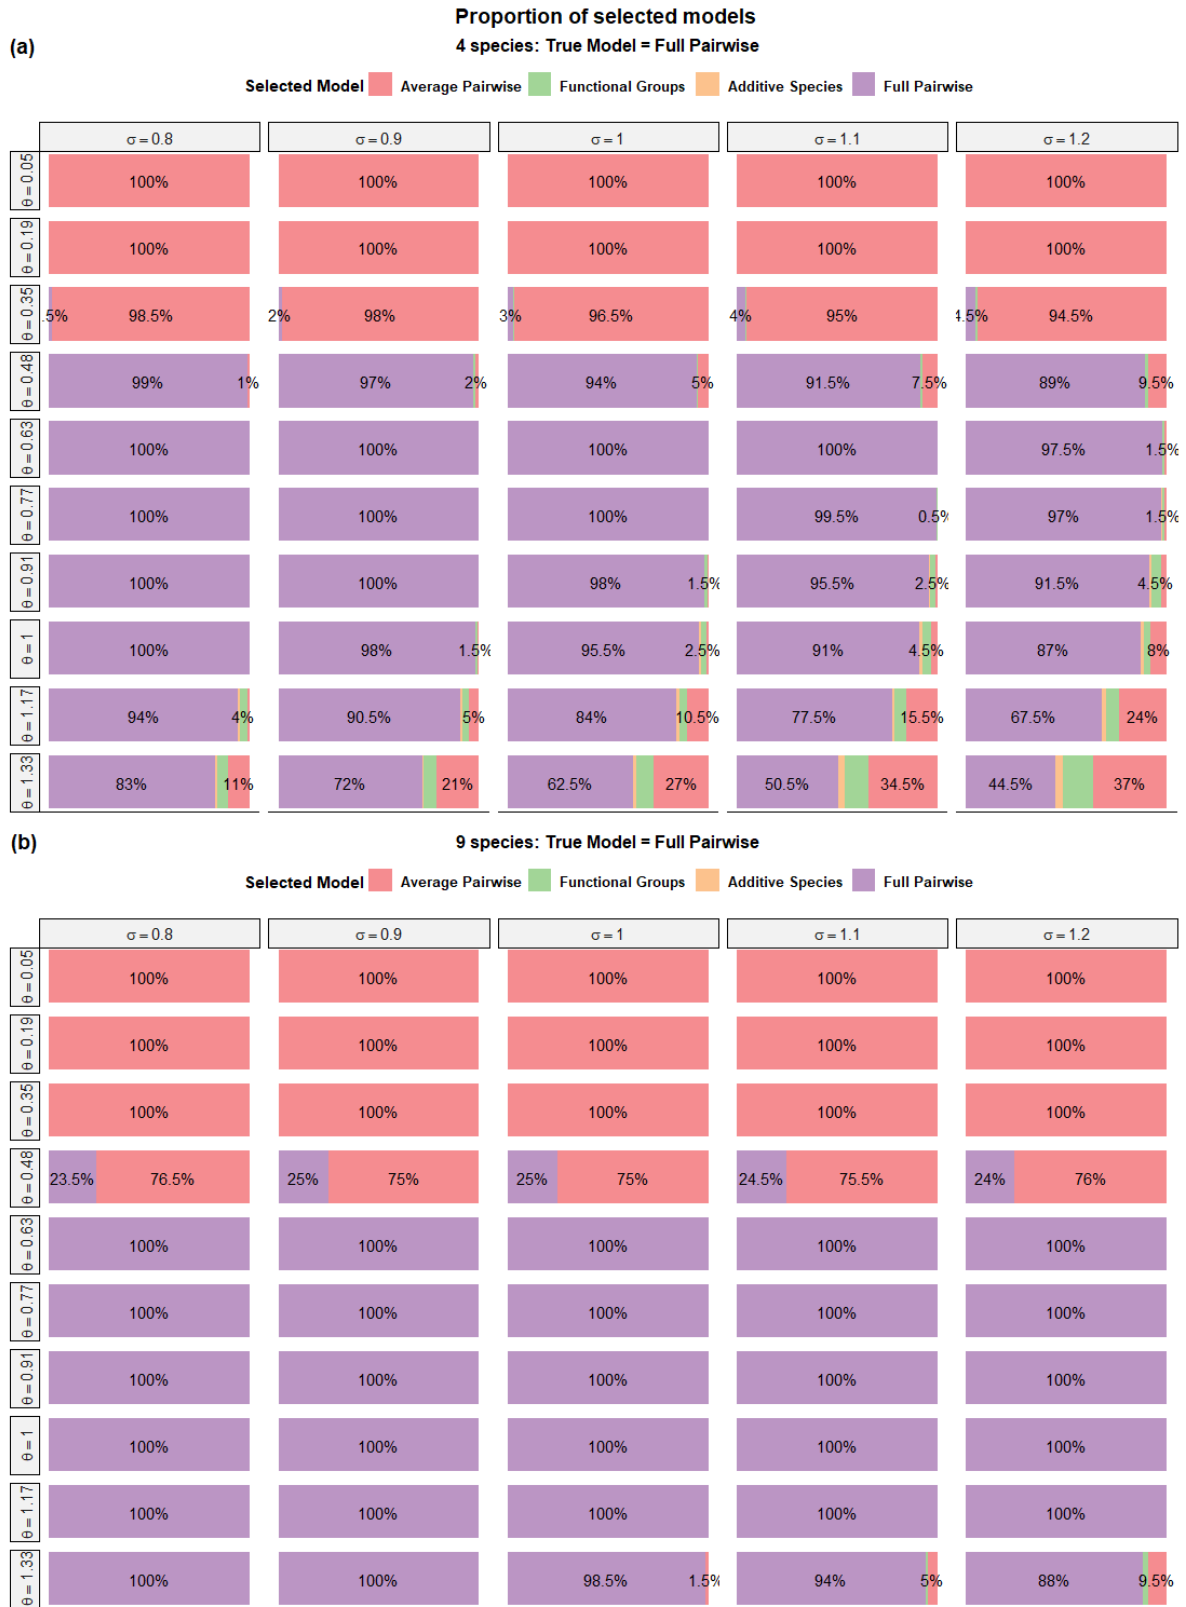 Proportion of selected models
(a)
4 species: True Model = Full Pairwise
Selected Model Average Pairwise Functional Groups Additive Species Full Pairwise
σ = 0.8 σ = 0.9 σ = 1 σ = 1.1 σ = 1.2
θ = 0.05 100% 100% 100% 100% 100%
θ = 0.19 100% 100% 100% 100% 100%
θ = 0.35 .5% 98.5% 2% 98% 3% 96.5% 4% 95% 4.5% 94.5%
θ = 0.48 99% 1% 97% 2% 94% 5% 91.5% 7.5% 89% 9.5%
θ = 0.63 100% 100% 100% 100% 97.5% 1.5%
θ = 0.77 100% 100% 100% 99.5% 0.5% 97% 1.5%
θ = 0.91 100% 100% 98% 1.5% 95.5% 2.5% 91.5% 4.5%
θ = 1 100% 98% 1.5% 95.5% 2.5% 91% 4.5% 87% 8%
θ = 1.17 94% 4% 90.5% 5% 84% 10.5% 77.5% 15.5% 67.5% 24%
θ = 1.33 83% 11% 72% 21% 62.5% 27% 50.5% 34.5% 44.5% 37%
(b)
9 species: True Model = Full Pairwise
Selected Model Average Pairwise Functional Groups Additive Species Full Pairwise
σ = 0.8 σ = 0.9 σ = 1 σ = 1.1 σ = 1.2
θ = 0.05 100% 100% 100% 100% 100%
θ = 0.19 100% 100% 100% 100% 100%
θ = 0.35 100% 100% 100% 100% 100%
θ = 0.48 23.5% 76.5% 25% 75% 25% 75% 24.5% 75.5% 24% 76%
θ = 0.63 100% 100% 100% 100% 100%
θ = 0.77 100% 100% 100% 100% 100%
θ = 0.91 100% 100% 100% 100% 100%
θ = 1 100% 100% 100% 100% 100%
θ = 1.17 100% 100% 100% 100% 100%
θ = 1.33 100% 100% 98.5% 1.5% 94% 5% 88% 9.5%